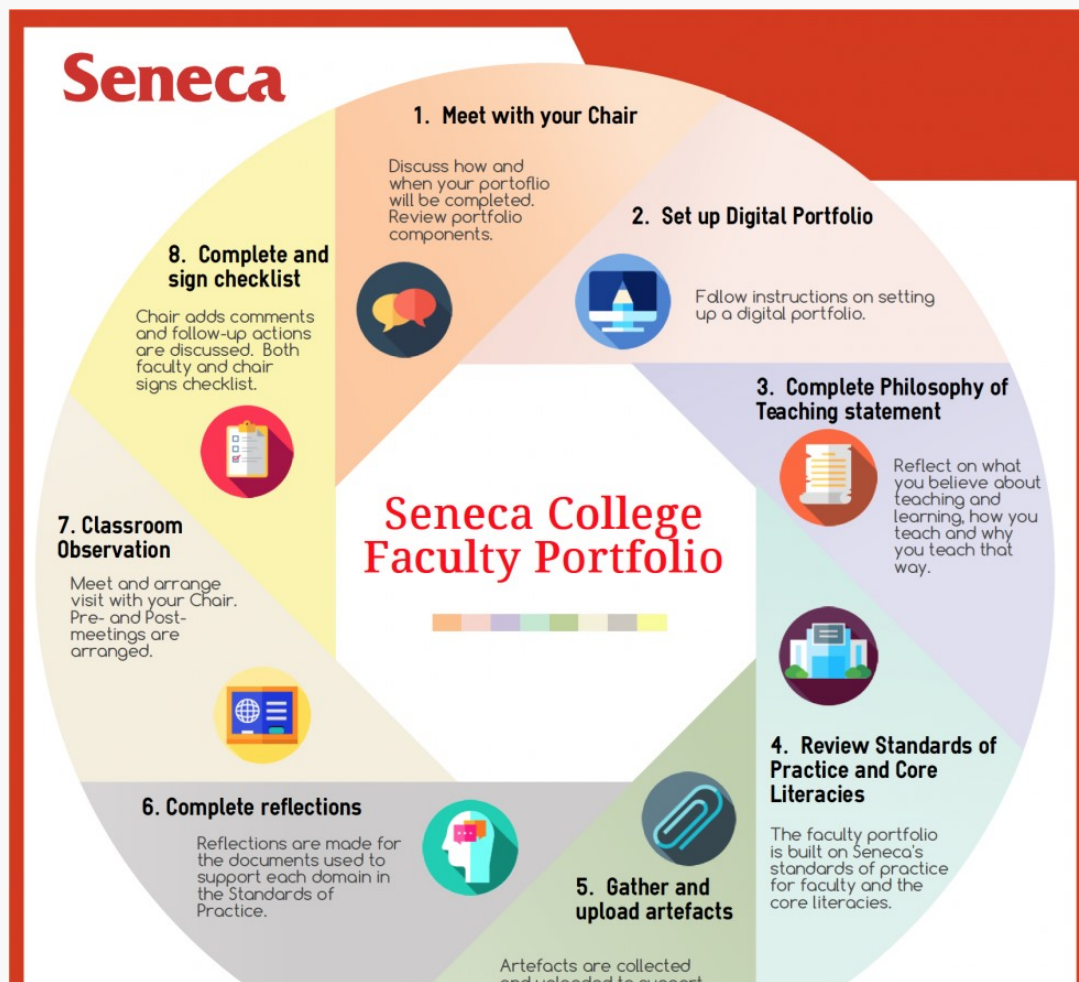 Seneca
1. Meet with your Chair
Discuss how and
when your portoflio
will be completed.
Review portfolio
components.
2. Set up Digital Portfolio
Follow instructions on setting
up a digital portfolio.
3. Complete Philosophy of
Teaching statement
Reflect on what
you believe about
teaching and
learning, how you
teach and why
you teach that
way.
4. Review Standards of
Practice and Core
Literacies
The faculty portfolio
is built on Seneca's
standards of practice
for faculty and the
core literacies.
5. Gather and
upload artefacts
Artefacts are collected
and uploaded to support
6. Complete reflections
Reflections are made for
the documents used to
support each domain in
the Standards of
Practice.
7. Classroom
Observation
Meet and arrange
visit with your Chair.
Pre- and Post-
meetings are
arranged.
8. Complete and
sign checklist
Chair adds comments
and follow-up actions
are discussed. Both
faculty and chair
signs checklist.
Seneca College
Faculty Portfolio